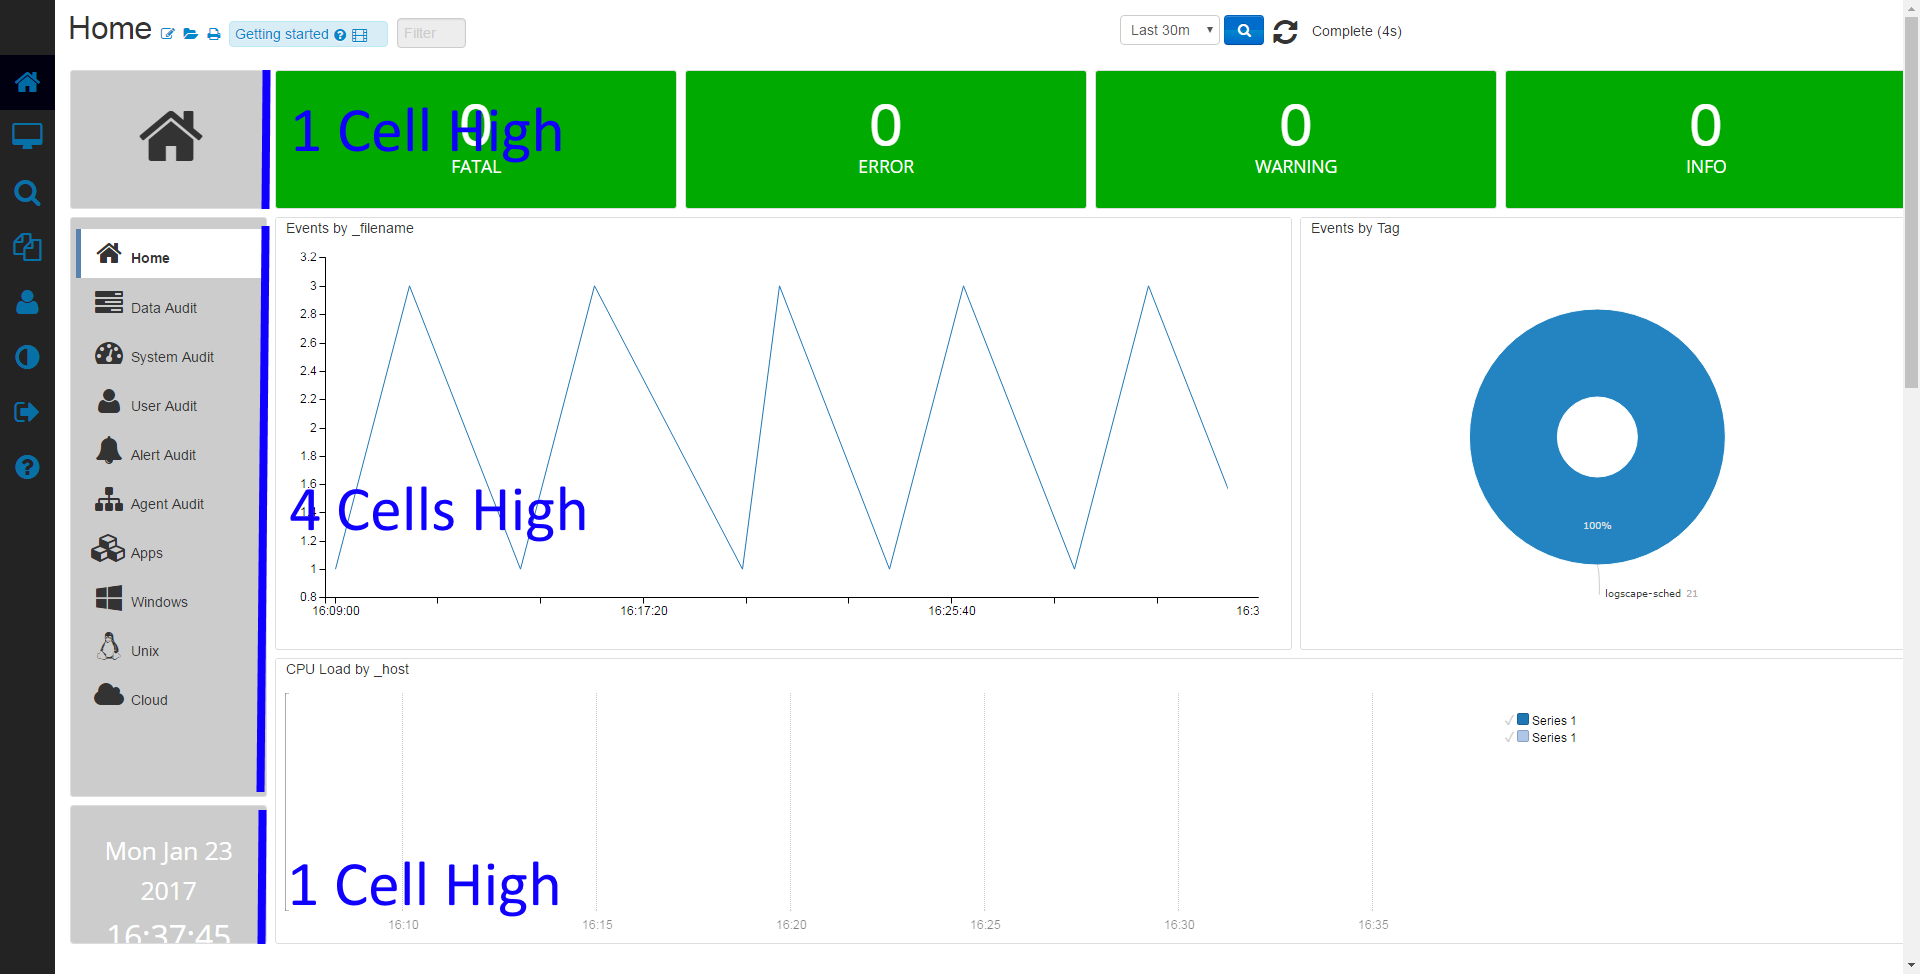 Home
Getting started
Filter
Last 30m
Complete (4s)
1 Cell High
0
FATAL
0
ERROR
0
WARNING
0
INFO
Home
Data Audit
System Audit
User Audit
Alert Audit
Agent Audit
Apps
Windows
Unix
Cloud
Mon Jan 23
2017
16:37:45
Events by _filename
3.2
3
2.8
2.6
2.4
2.2
2
1.8
1.6
1.4
1.2
1
0.8
16:09:00 16:17:20 16:25:40 16:3
4 Cells High
Events by Tag
100%
logscape-sched 21
CPU Load by _host
Series 1
Series 1
1 Cell High
16:10 16:15 16:20 16:25 16:30 16:35